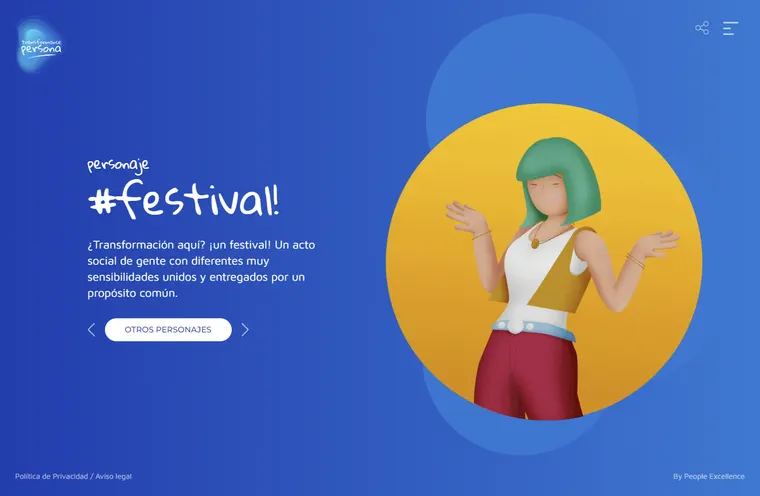 transformance
persona
personaje
#festival!
¿Transformación aquí? ¡un festival! Un acto
social de gente con diferentes muy
sensibilidades unidos y entregados por un
propósito común.
OTROS PERSONAJES
Política de Privacidad / Aviso legal
By People Excellence